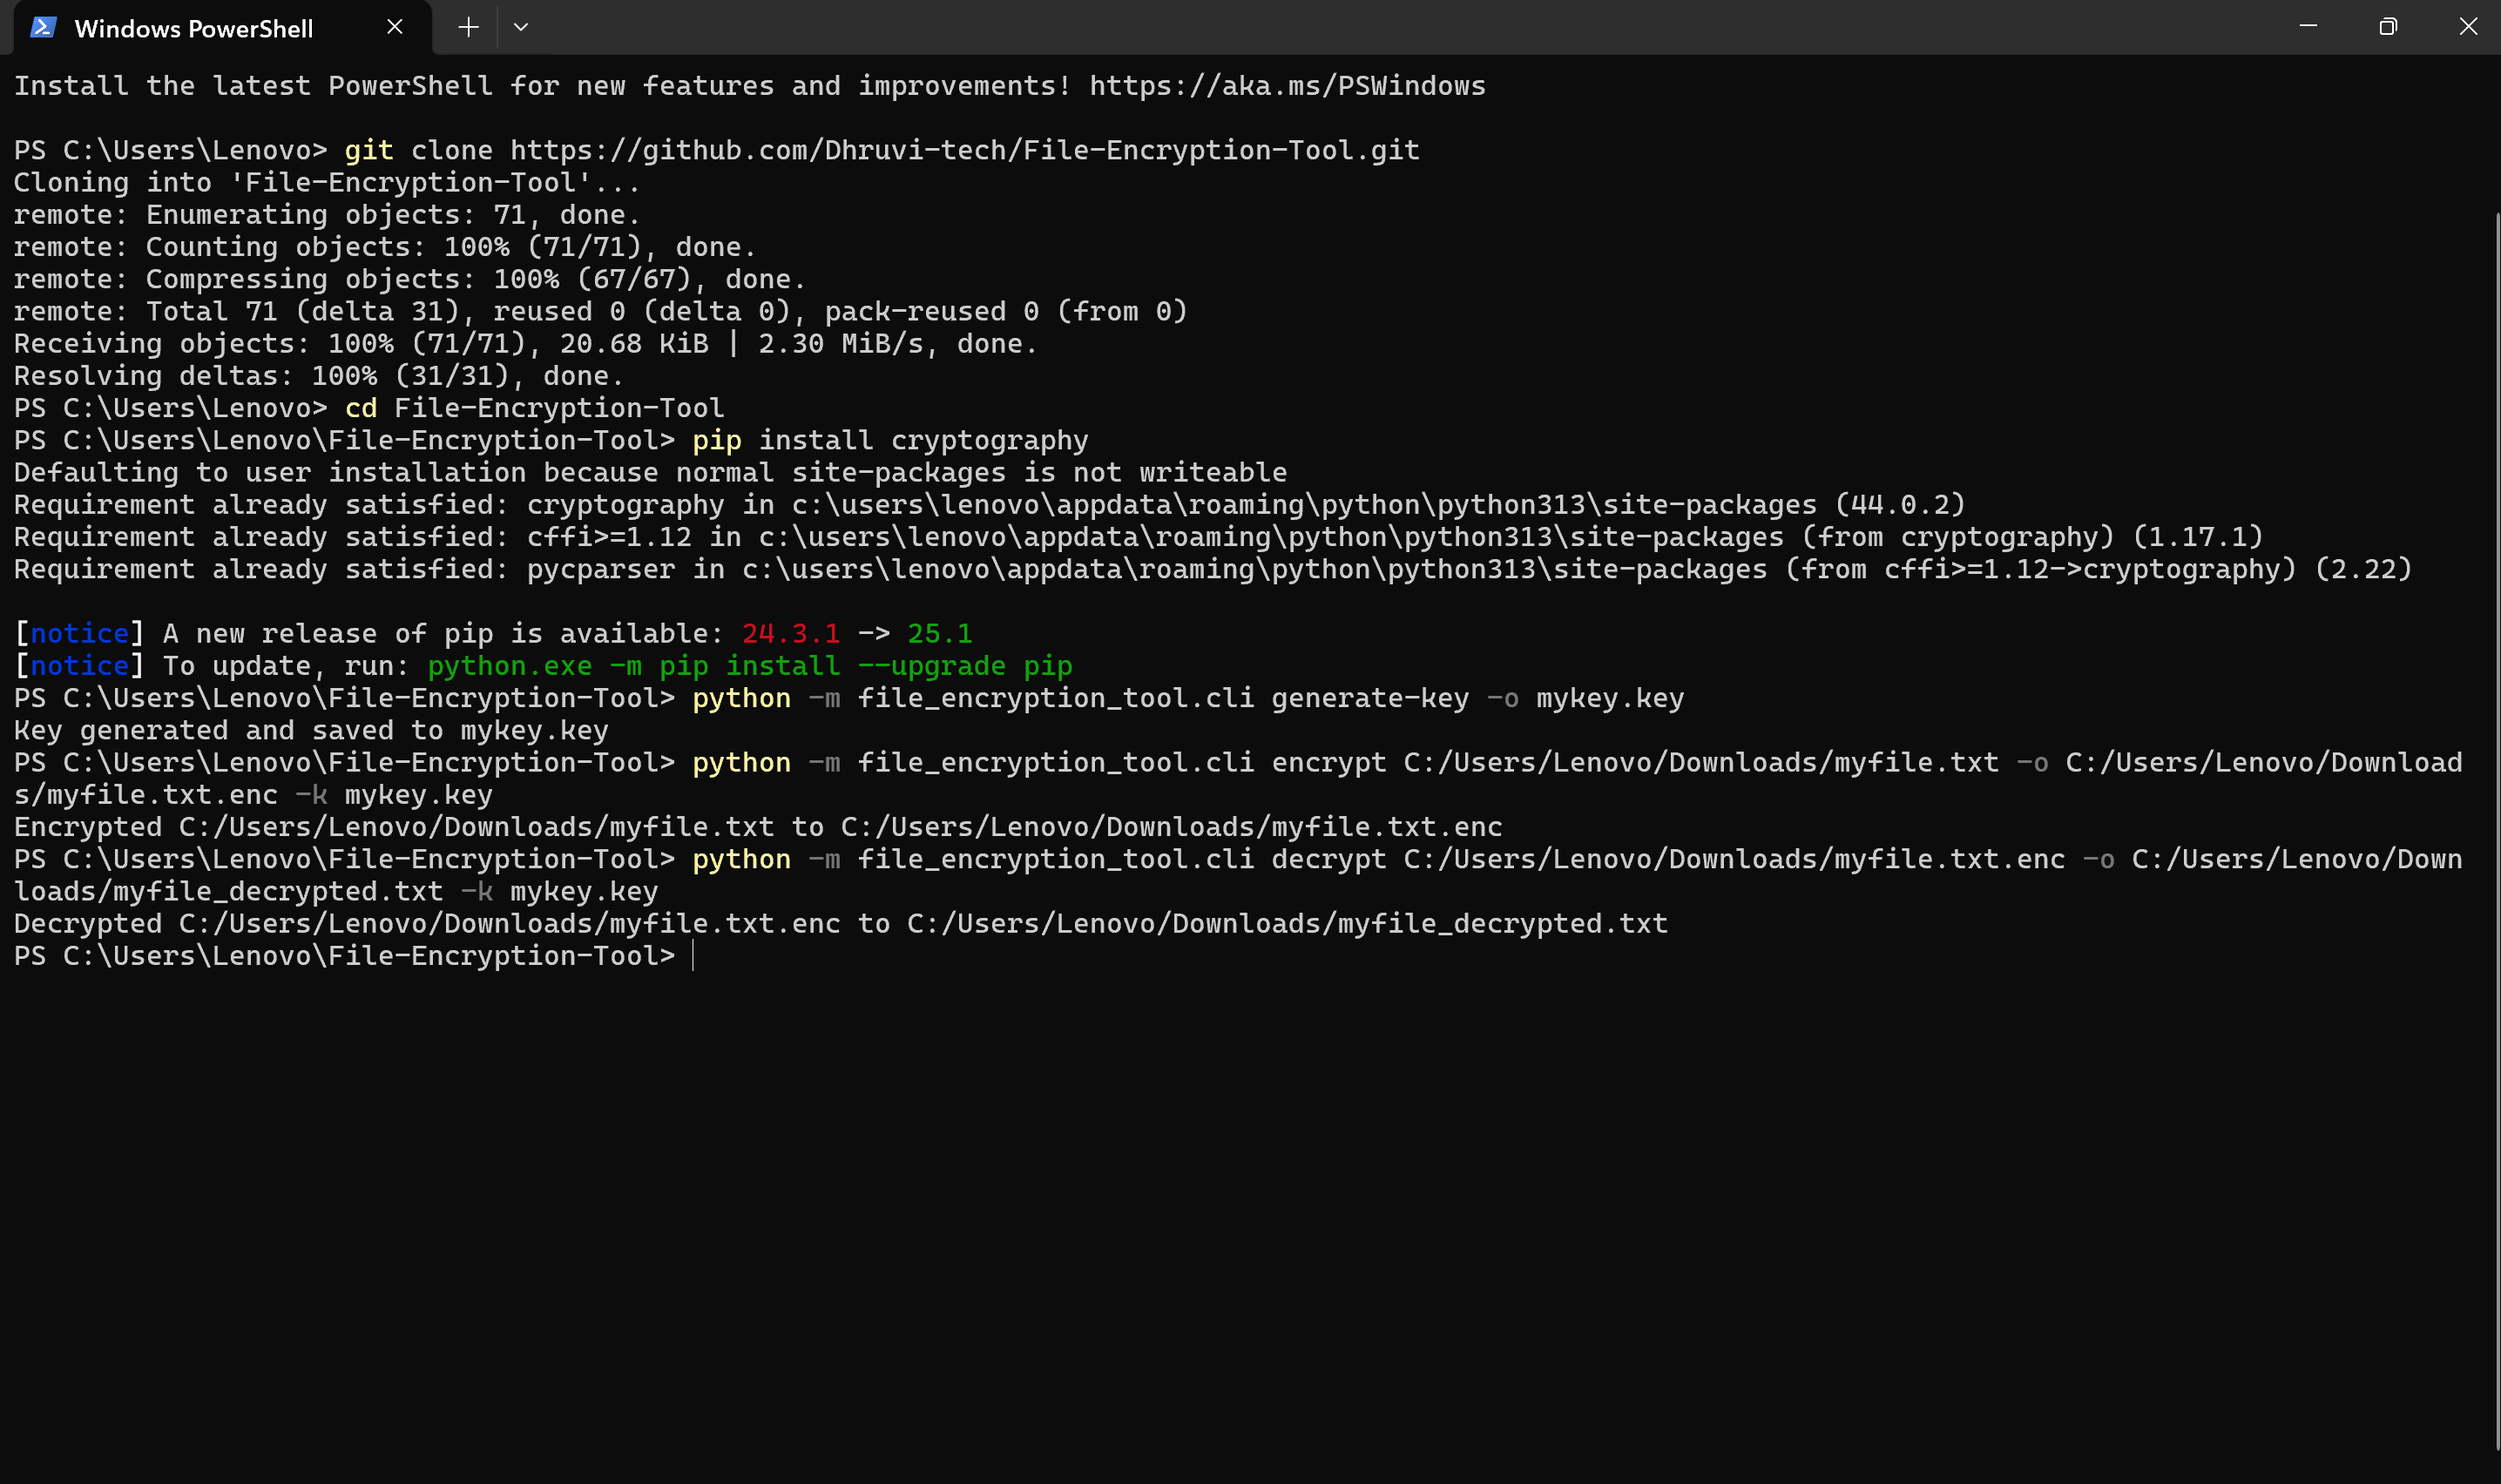 Windows PowerShell
Install the latest PowerShell for new features and improvements! https://aka.ms/PSWindows
PS C:\Users\Lenovo> git clone https://github.com/Dhruvi-tech/File-Encryption-Tool.git
Cloning into 'File-Encryption-Tool'...
remote: Enumerating objects: 71, done.
remote: Counting objects: 100% (71/71), done.
remote: Compressing objects: 100% (67/67), done.
remote: Total 71 (delta 31), reused 0 (delta 0), pack-reused 0 (from 0)
Receiving objects: 100% (71/71), 20.68 KiB | 2.30 MiB/s, done.
Resolving deltas: 100% (31/31), done.
PS C:\Users\Lenovo> cd File-Encryption-Tool
PS C:\Users\Lenovo\File-Encryption-Tool> pip install cryptography
Defaulting to user installation because normal site-packages is not writeable
Requirement already satisfied: cryptography in c:\users\lenovo\appdata\roaming\python\python313\site-packages (44.0.2)
Requirement already satisfied: cffi>=1.12 in c:\users\lenovo\appdata\roaming\python\python313\site-packages (from cryptography) (1.17.1)
Requirement already satisfied: pycparser in c:\users\lenovo\appdata\roaming\python\python313\site-packages (from cffi>=1.12->cryptography) (2.22)
[notice] A new release of pip is available: 24.3.1 -> 25.1
[notice] To update, run: python.exe -m pip install --upgrade pip
PS C:\Users\Lenovo\File-Encryption-Tool> python -m file_encryption_tool.cli generate-key -o mykey.key
Key generated and saved to mykey.key
PS C:\Users\Lenovo\File-Encryption-Tool> python -m file_encryption_tool.cli encrypt C:/Users/Lenovo/Downloads/myfile.txt -o C:/Users/Lenovo/Download
s/myfile.txt.enc -k mykey.key
Encrypted C:/Users/Lenovo/Downloads/myfile.txt to C:/Users/Lenovo/Downloads/myfile.txt.enc
PS C:\Users\Lenovo\File-Encryption-Tool> python -m file_encryption_tool.cli decrypt C:/Users/Lenovo/Downloads/myfile.txt.enc -o C:/Users/Lenovo/Down
loads/myfile_decrypted.txt -k mykey.key
Decrypted C:/Users/Lenovo/Downloads/myfile.txt.enc to C:/Users/Lenovo/Downloads/myfile_decrypted.txt
PS C:\Users\Lenovo\File-Encryption-Tool>